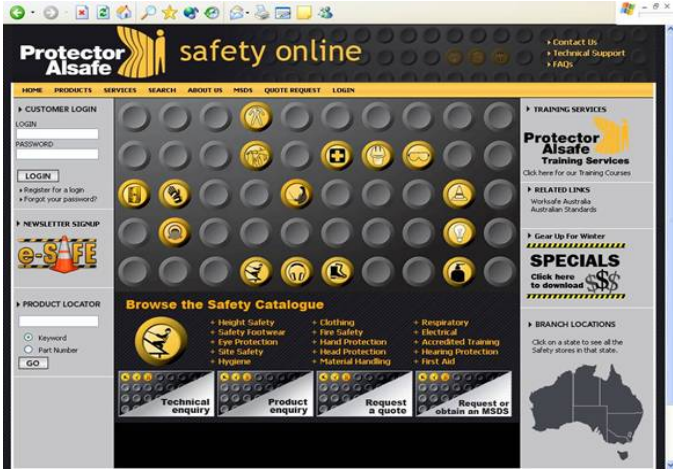 Protector
Alsafe
safety online
Contact Us
Technical Support
FAQs
HOME PRODUCTS SERVICES SEARCH ABOUT US MSDS QUOTE REQUEST LOGIN
CUSTOMER LOGIN
LOGIN
PASSWORD
LOGIN
Register for a login
Forgot your password?
NEWSLETTER SIGNUP
e-SAFE
PRODUCT LOCATOR
Keyword
Part Number
GO
Browse the Safety Catalogue
+ Height Safety
+ Safety Footwear
+ Eye Protection
+ Site Safety
+ Hygiene
+ Clothing
+ Fire Safety
+ Hand Protection
+ Head Protection
+ Material Handling
+ Respiratory
+ Electrical
+ Accredited Training
+ Hearing Protection
+ First Aid
Technical
enquiry
Product
enquiry
Request
a quote
Request or
obtain an MSDS
TRAINING SERVICES
Protector
Alsafe
Training Services
Click here for our Training Courses
RELATED LINKS
Worksafe Australia
Australian Standards
Gear Up For Winter
SPECIALS
Click here
to download
$$$
BRANCH LOCATIONS
Click on a state to see all the
Safety stores in that state.